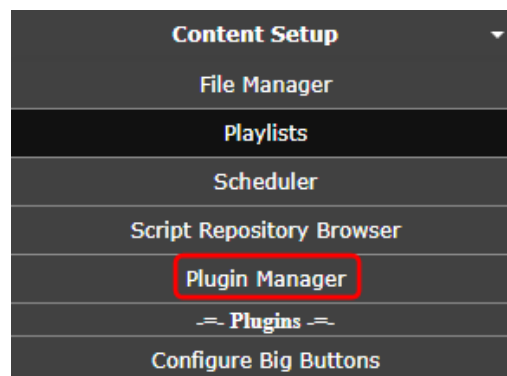 Content Setup
File Manager
Playlists
Scheduler
Script Repository Browser
Plugin Manager
-=- Plugins -=-
Configure Big Buttons